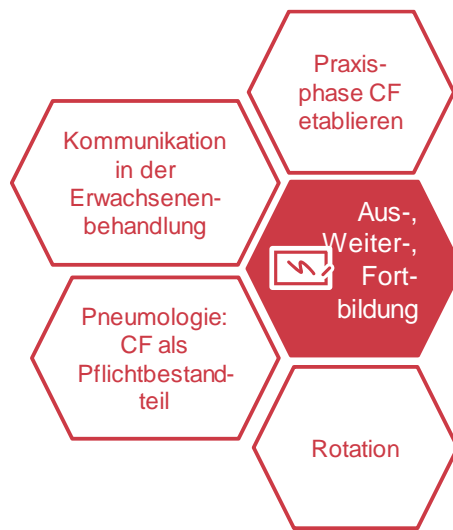 Praxis-
phase CF
etablieren
Kommunikation
in der
Erwachsenen-
behandlung
Aus-,
Weiter-,
Fort-
bildung
Pneumologie:
CF als
Pflichtbestand-
teil
Rotation